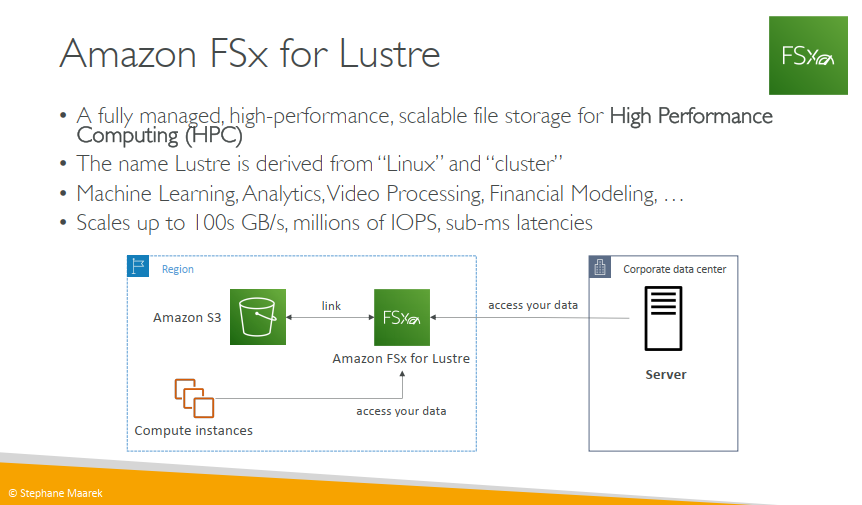 Amazon FSx for Lustre
FSx
• A fully managed, high-performance, scalable file storage for High Performance
Computing (HPC)
• The name Lustre is derived from “Linux” and “cluster”
• Machine Learning, Analytics, Video Processing, Financial Modeling, …
• Scales up to 100s GB/s, millions of IOPS, sub-ms latencies
Region
Corporate data center
Amazon S3
link
FSx
access your data
Amazon FSx for Lustre
Server
access your data
Compute instances
© Stephane Maarek